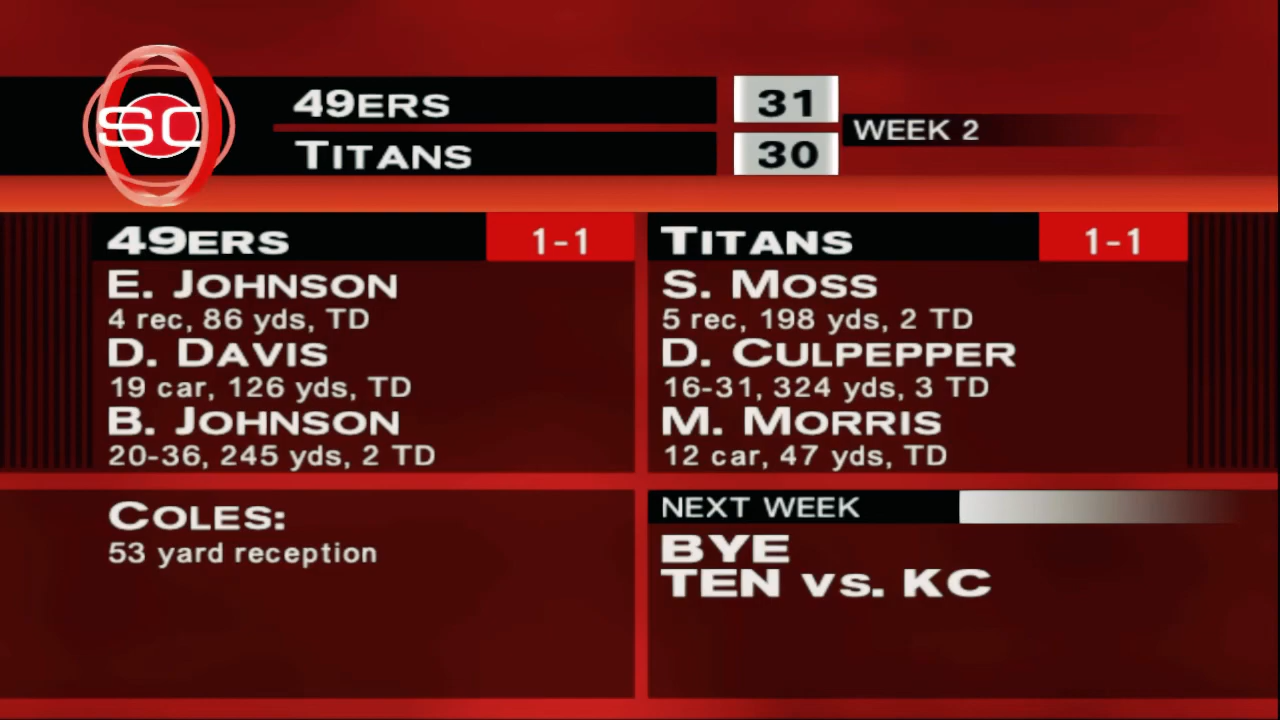 SC
49ERS 31
TITANS 30
WEEK 2
49ERS 1-1
E. JOHNSON
4 rec, 86 yds, TD
D. DAVIS
19 car, 126 yds, TD
B. JOHNSON
20-36, 245 yds, 2 TD
TITANS 1-1
S. MOSS
5 rec, 198 yds, 2 TD
D. CULPEPPER
16-31, 324 yds, 3 TD
M. MORRIS
12 car, 47 yds, TD
COLES:
53 yard reception
NEXT WEEK
BYE
TEN vs. KC